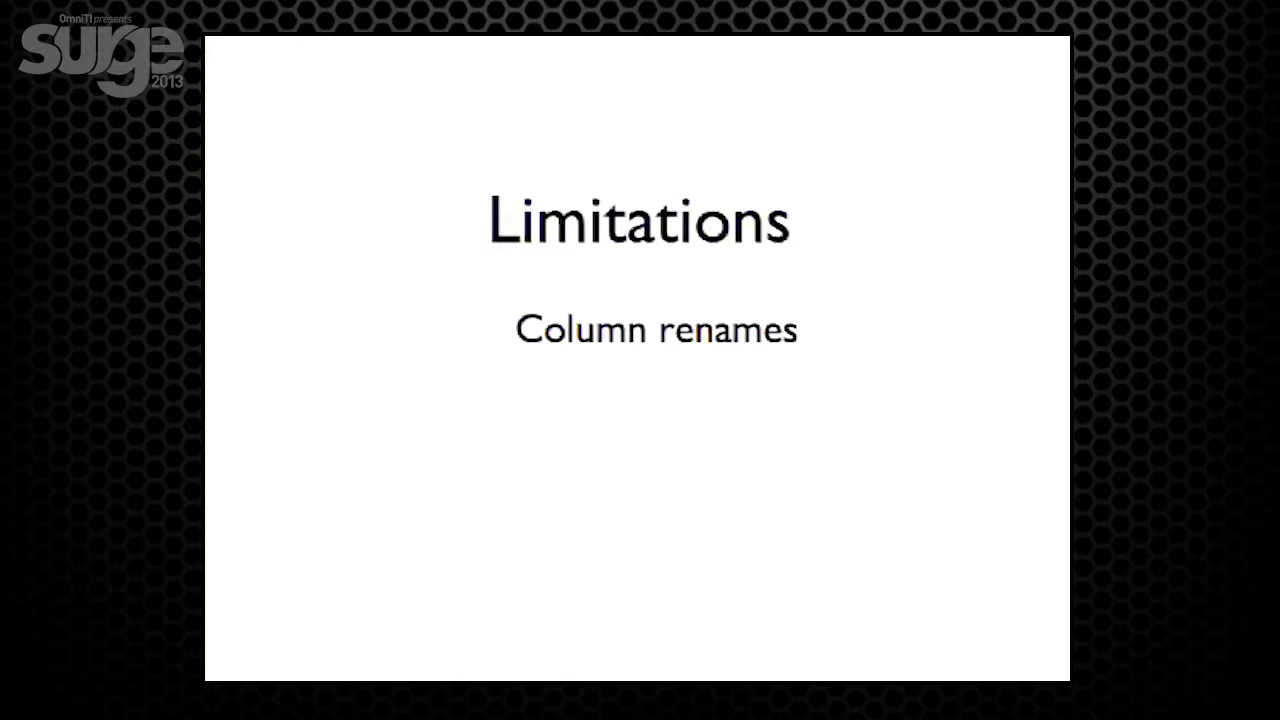 OmniTI presents
surge
2013
Limitations
Column renames